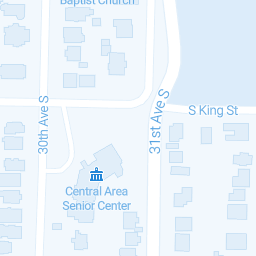 Baptist Church
S King St
30th Ave S
31st Ave S
Central Area
Senior Center